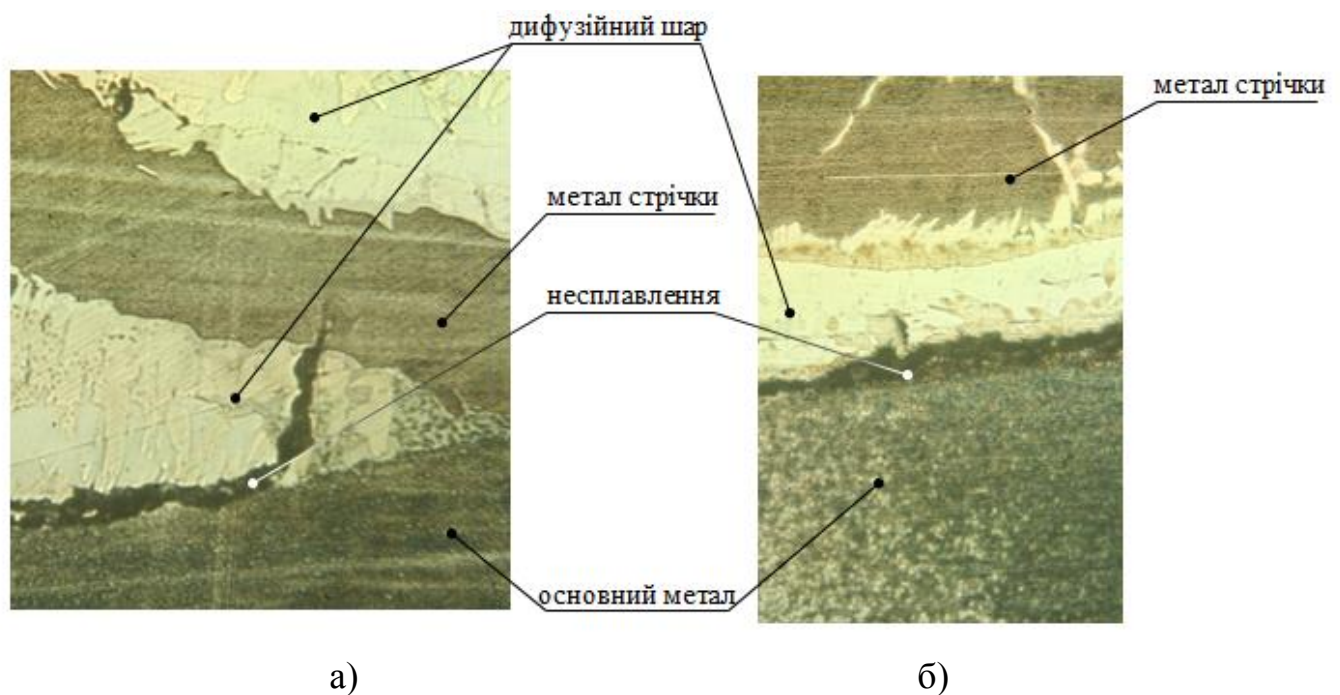 дифузійний шар
метал стрічки
метал стрічки
несплавлення
основний метал
а)
б)